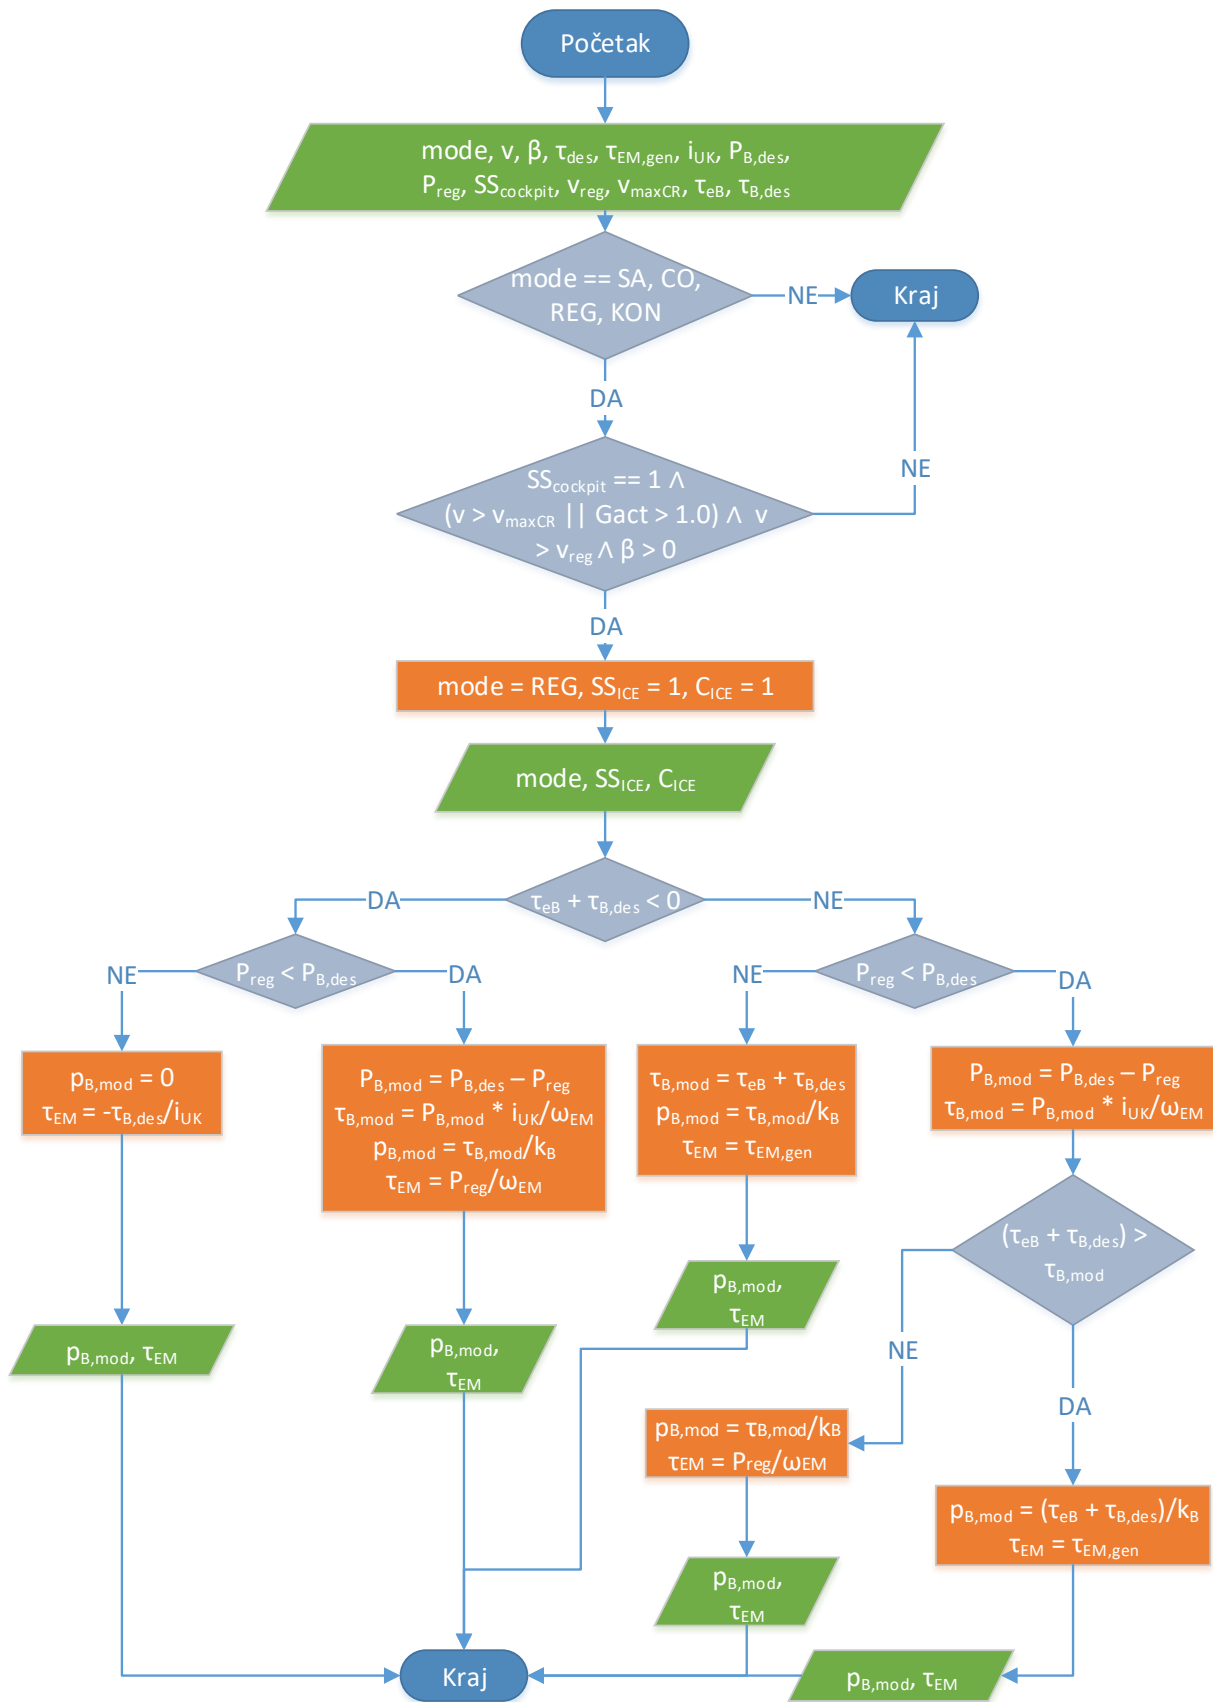 Početak
mode, v, β, τdes, τEM,gen, iUK, PB,des,
Preg, SScockpit, vreg, vmaxCR, τeB, τB,des
mode == SA, CO,
REG, KON
NE
Kraj
DA
SScockpit == 1 ∧
(v > vmaxCR || Gact > 1.0) ∧ v
> vreg ∧ β > 0
NE
DA
mode = REG, SSICE = 1, CICE = 1
mode, SSICE, CICE
τeB + τB,des < 0
DA
NE
Preg < PB,des
NE
DA
Preg < PB,des
NE
DA
pB,mod = 0
τEM = -τB,des/iUK
PB,mod = PB,des – Preg
τB,mod = PB,mod * iUK/ωEM
pB,mod = τB,mod/kB
τEM = Preg/ωEM
τB,mod = τeB + τB,des
pB,mod = τB,mod/kB
τEM = τEM,gen
PB,mod = PB,des – Preg
τB,mod = PB,mod * iUK/ωEM
(τeB + τB,des) >
τB,mod
NE
DA
pB,mod, τEM
pB,mod,
τEM
pB,mod,
τEM
pB,mod = τB,mod/kB
τEM = Preg/ωEM
pB,mod = (τeB + τB,des)/kB
τEM = τEM,gen
pB,mod,
τEM
pB,mod, τEM
Kraj